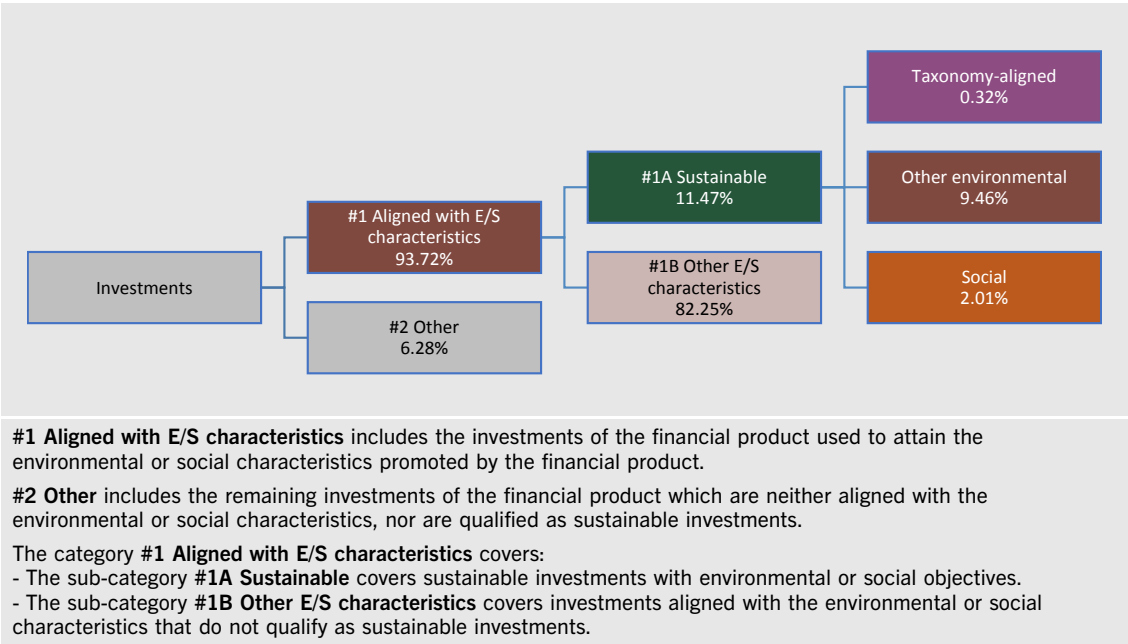 Investments
#1 Aligned with E/S
characteristics
93.72%
#2 Other
6.28%
#1A Sustainable
11.47%
#1B Other E/S
characteristics
82.25%
Taxonomy-aligned
0.32%
Other environmental
9.46%
Social
2.01%
#1 Aligned with E/S characteristics includes the investments of the financial product used to attain the
environmental or social characteristics promoted by the financial product.
#2 Other includes the remaining investments of the financial product which are neither aligned with the
environmental or social characteristics, nor are qualified as sustainable investments.
The category #1 Aligned with E/S characteristics covers:
- The sub-category #1A Sustainable covers sustainable investments with environmental or social objectives.
- The sub-category #1B Other E/S characteristics covers investments aligned with the environmental or social
characteristics that do not qualify as sustainable investments.